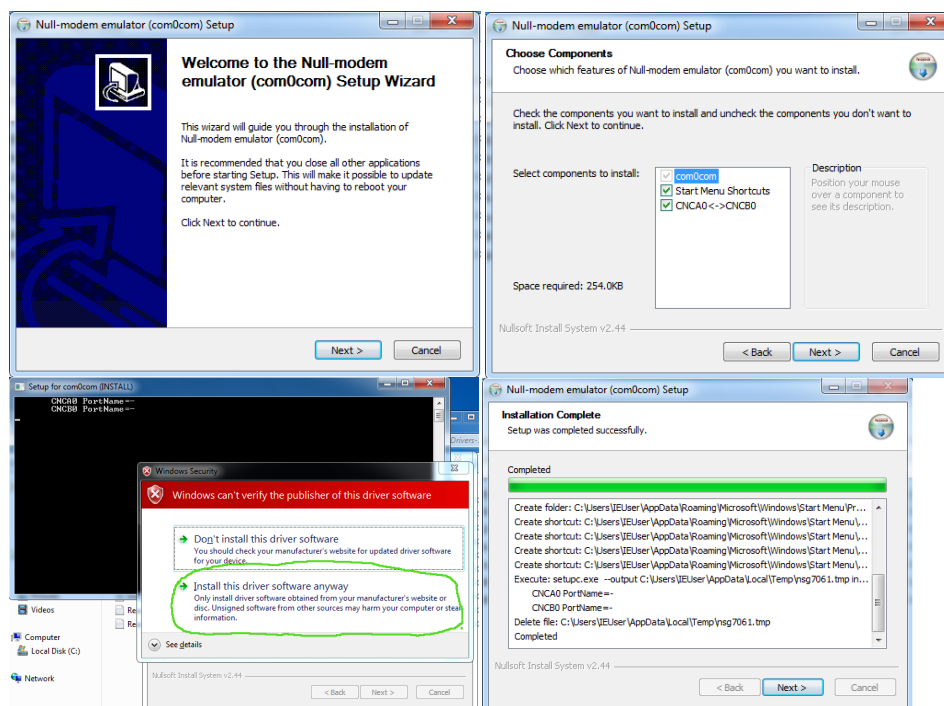 Null-modem emulator (com0com) Setup
Welcome to the Null-modem
emulator (com0com) Setup Wizard
This wizard will guide you through the installation of
Null-modem emulator (com0com).
It is recommended that you close all other applications
before starting Setup. This will make it possible to update
relevant system files without having to reboot your
computer.
Click Next to continue.
Next >
Cancel
Null-modem emulator (com0com) Setup
Choose Components
Choose which features of Null-modem emulator (com0com) you want to install.
Check the components you want to install and uncheck the components you don't want to
install. Click Next to continue.
Select components to install:
com0com
Start Menu Shortcuts
CNCA0<->CNCB0
Description
Position your mouse
over a component to
see its description.
Space required: 254.0KB
Nullsoft Install System v2.44
< Back
Next >
Cancel
Setup for com0com (INSTALL)
CNCA0 PortName=-
CNCB0 PortName=-
Drivers-
Windows Security
Windows can't verify the publisher of this driver software
Don't install this driver software
You should check your manufacturer's website for updated driver software
for your device.
Install this driver software anyway
Only install driver software obtained from your manufacturer's website or
disc. Unsigned software from other sources may harm your computer or steal
information.
See details
Videos
Re
Re
Computer
Local Disk (C:)
Network
Nullsoft Install System v2.44
< Back
Next >
Cancel
Null-modem emulator (com0com) Setup
Installation Complete
Setup was completed successfully.
Completed
Create folder: C:\Users\IEUser\AppData\Roaming\Microsoft\Windows\Start Menu\Pr...
Create shortcut: C:\Users\IEUser\AppData\Roaming\Microsoft\Windows\Start Menu\...
Create shortcut: C:\Users\IEUser\AppData\Roaming\Microsoft\Windows\Start Menu\...
Create shortcut: C:\Users\IEUser\AppData\Roaming\Microsoft\Windows\Start Menu\...
Create shortcut: C:\Users\IEUser\AppData\Roaming\Microsoft\Windows\Start Menu\...
Execute: setupc.exe --output C:\Users\IEUser\AppData\Local\Temp\nsg7061.tmp in...
CNCA0 PortName=-
CNCB0 PortName=-
Delete file: C:\Users\IEUser\AppData\Local\Temp\nsg7061.tmp
Completed
Nullsoft Install System v2.44
< Back
Next >
Cancel